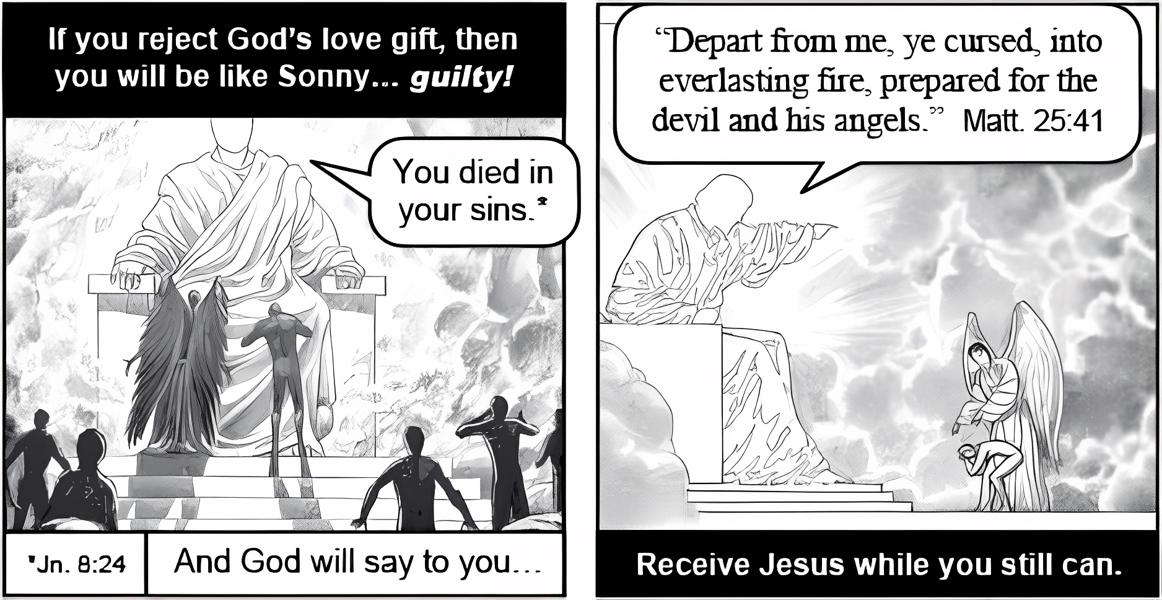 If you reject God's love gift, then
you will be like Sonny... guilty!
You died in
your sins.*
*Jn. 8:24
And God will say to you...
“Depart from me, ye cursed, into
everlasting fire, prepared for the
devil and his angels.” Matt. 25:41
Receive Jesus while you still can.